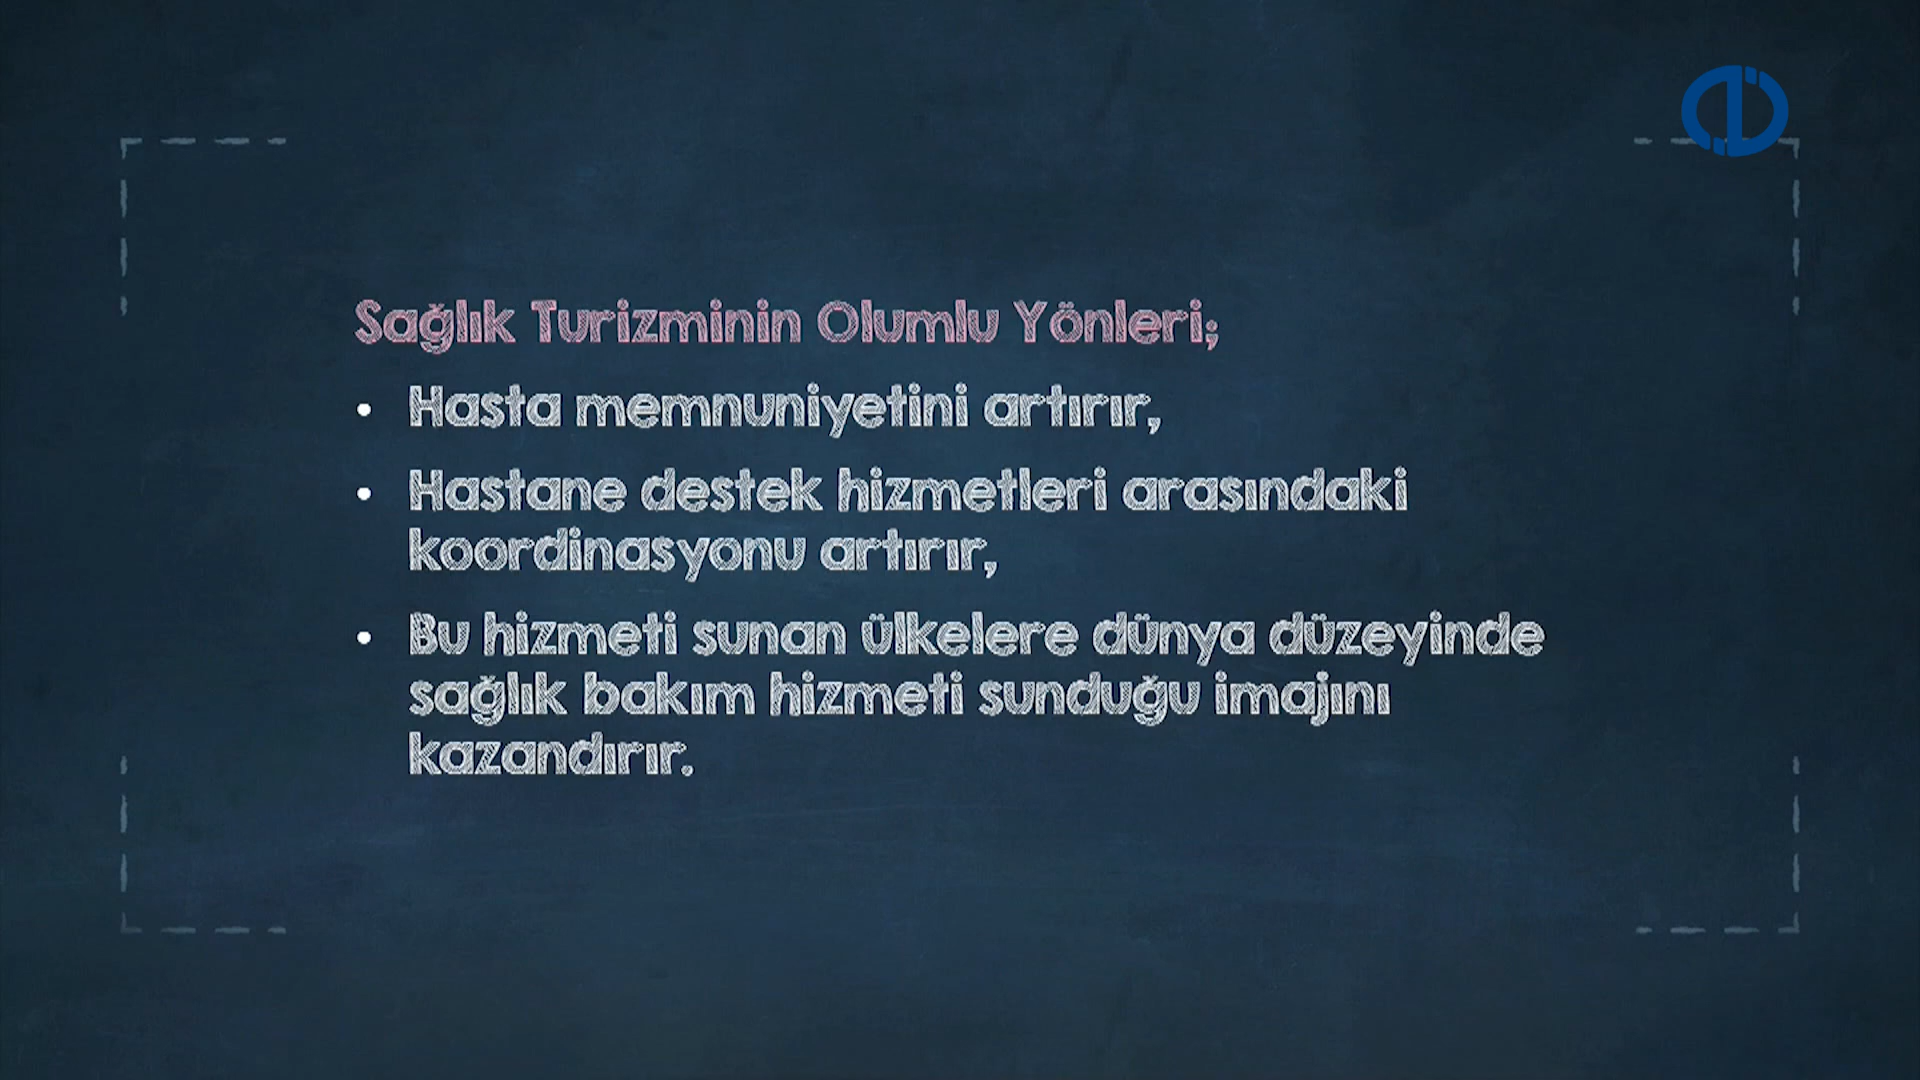 Sağlık Turizminin Olumlu Yönleri;
• Hasta memnuniyetini artırır,
• Hastane destek hizmetleri arasındaki
koordinasyonu artırır,
• Bu hizmeti sunan ülkelere dünya düzeyinde
sağlık bakım hizmeti sunduğu imajını
kazandırır.